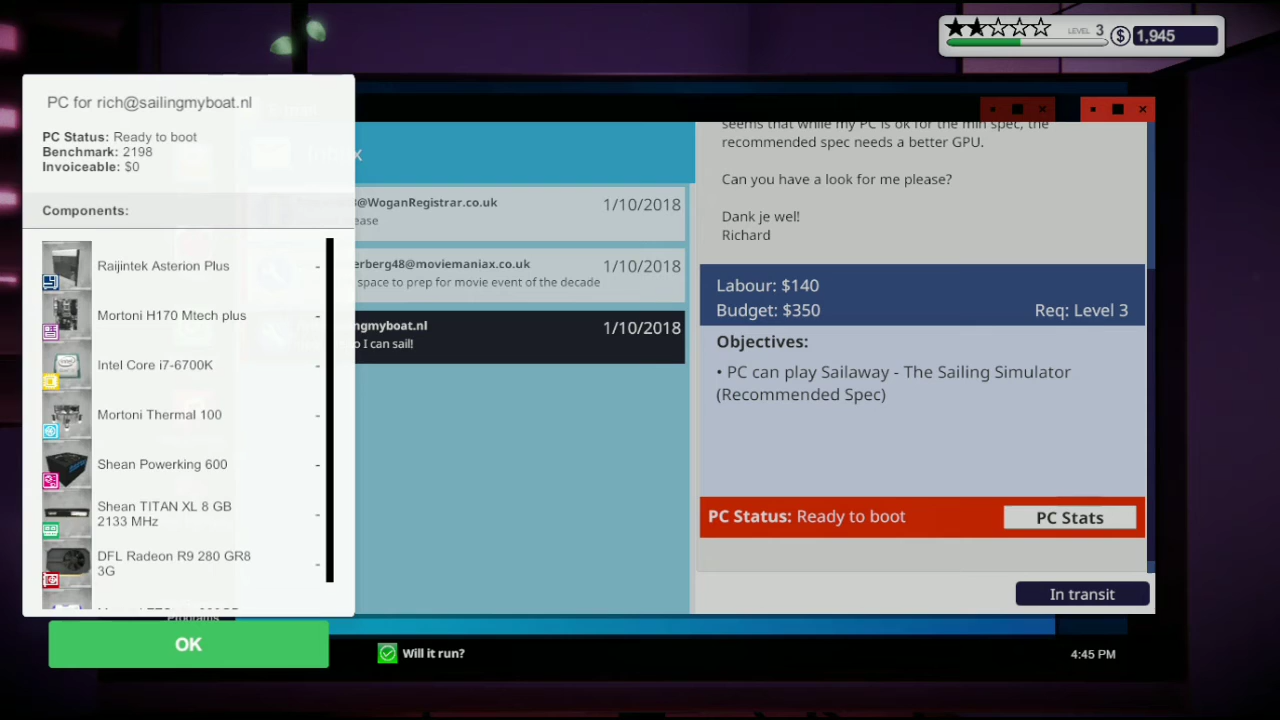 LEVEL 3
$ 1,945
PC for rich@sailingmyboat.nl
PC Status: Ready to boot
Benchmark: 2198
Invoiceable: $0
Components:
Raijintek Asterion Plus -
Mortoni H170 Mtech plus -
Intel Core i7-6700K -
Mortoni Thermal 100 -
Shean Powerking 600 -
Shean TITAN XL 8 GB
2133 MHz -
DFL Radeon R9 280 GR8
3G -
OK
@WoganRegistrar.co.uk 1/10/2018
erberg48@moviemaniax.co.uk 1/10/2018
space to prep for movie event of the decade
ngmyboat.nl 1/10/2018
o I can sail!
seems that while my PC is ok for the min spec, the
recommended spec needs a better GPU.
Can you have a look for me please?
Dank je wel!
Richard
Labour: $140
Budget: $350 Req: Level 3
Objectives:
• PC can play Sailaway - The Sailing Simulator
(Recommended Spec)
PC Status: Ready to boot PC Stats
In transit
Will it run?
4:45 PM